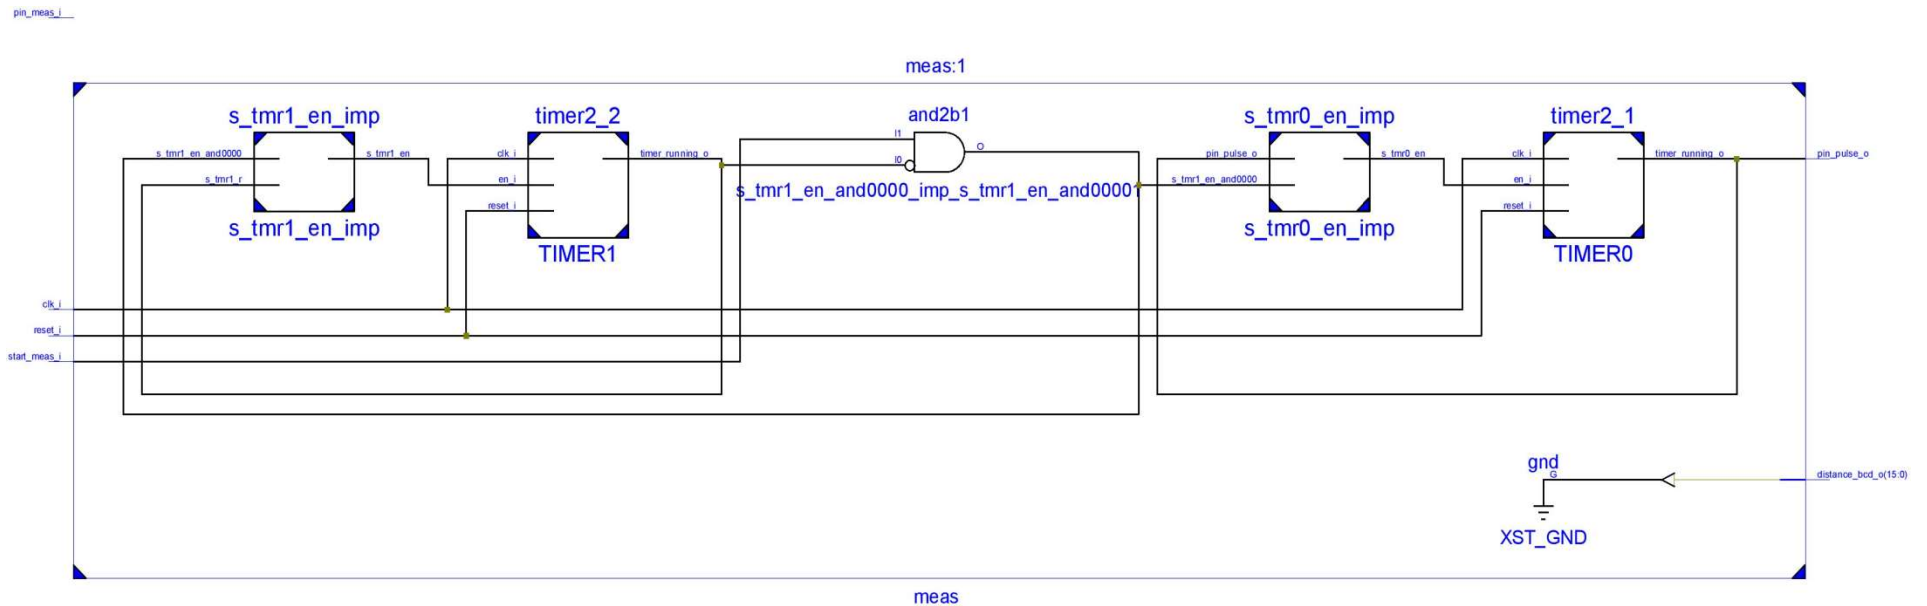 pin_meas_i
meas:1
s_tmr1_en_imp
timer2_2
and2b1
s_tmr0_en_imp
timer2_1
s_tmr1_en_and0000
s_tmr1_en
s_tmr1_r
s_tmr1_en_imp
clk_i
timer_running_o
en_i
reset_i
TIMER1
I1
I0
O
s_tmr1_en_and0000_imp_s_tmr1_en_and00001
pin_pulse_o
s_tmr0_en
s_tmr1_en_and0000
s_tmr0_en_imp
clk_i
timer_running_o
en_i
reset_i
TIMER0
pin_pulse_o
clk_i
reset_i
start_meas_i
gnd
G
XST_GND
distance_bcd_o(15:0)
meas